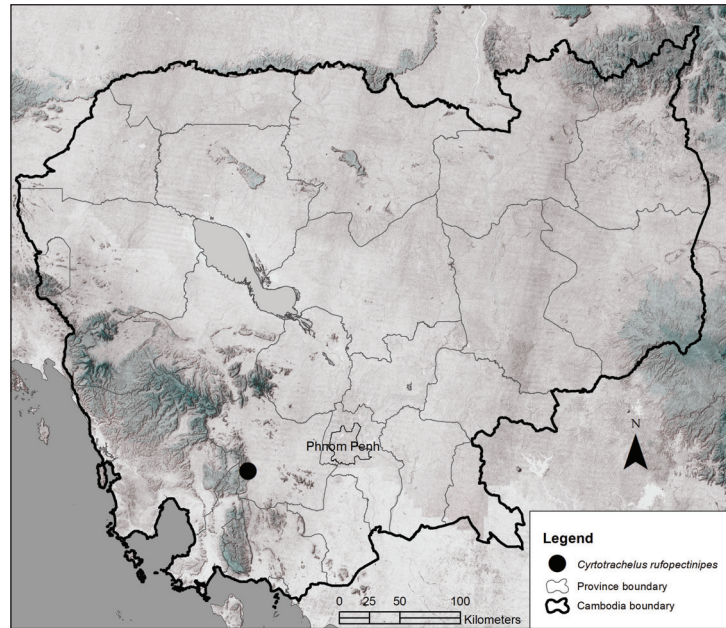 Phnom Penh
N
Legend
Cyrtotrachelus rufopectinipes
Province boundary
Cambodia boundary
0 25 50 100
Kilometers